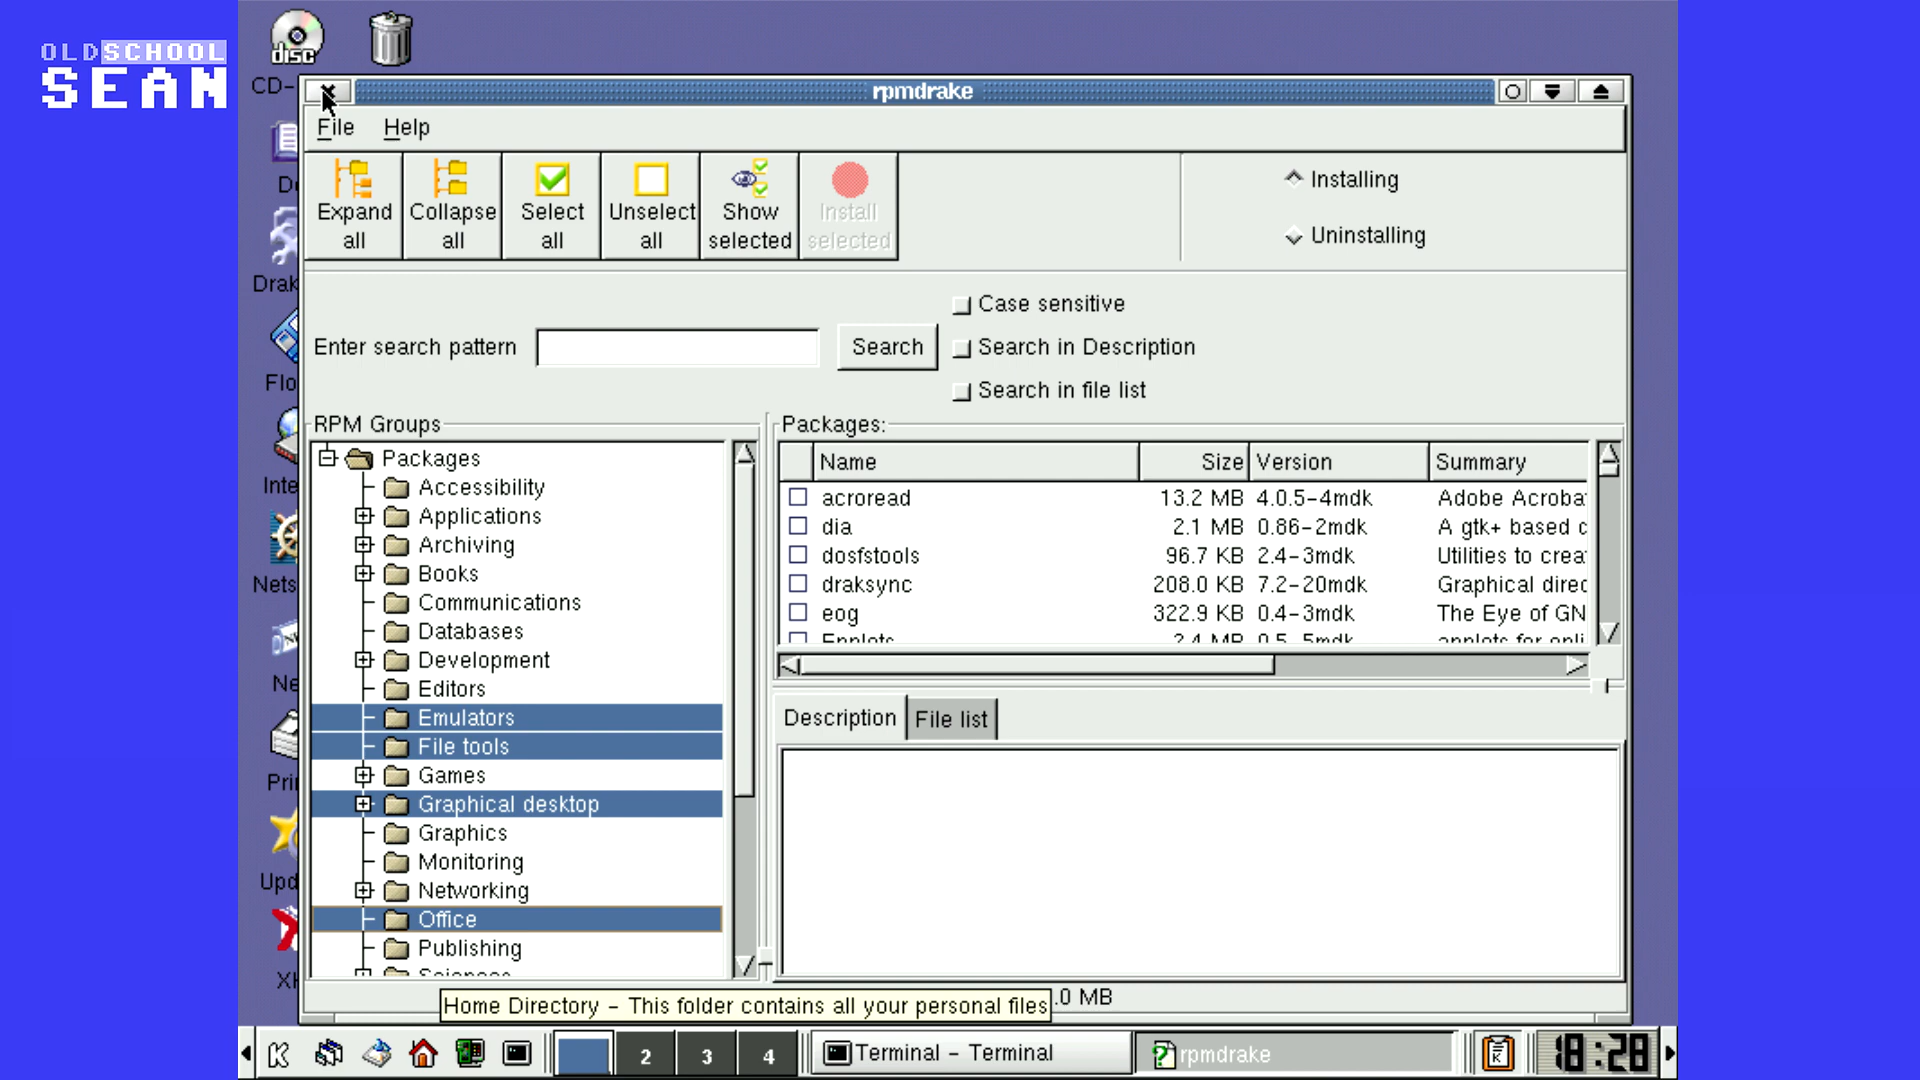 OLDSCHOOL
SEAN
disc
CD-
rpmdrake
File Help
Expand all
Collapse all
Select all
Unselect all
Show selected
Install selected
Installing
Uninstalling
Case sensitive
Enter search pattern
Search
Search in Description
Search in file list
RPM Groups
Packages
Accessibility
Applications
Archiving
Books
Communications
Databases
Development
Editors
Emulators
File tools
Games
Graphical desktop
Graphics
Monitoring
Networking
Office
Publishing
Packages:
Name Size Version Summary
acroread 13.2 MB 4.0.5-4mdk Adobe Acroba
dia 2.1 MB 0.86-2mdk A gtk+ based c
dosfstools 96.7 KB 2.4-3mdk Utilities to crea
draksync 208.0 KB 7.2-20mdk Graphical direc
eog 322.9 KB 0.4-3mdk The Eye of GN
Description File list
Drak
Flo
Inte
Nets
Ne
Pri
Upd
Home Directory - This folder contains all your personal files
.0 MB
K
2 3 4
Terminal - Terminal
rpmdrake
18:28